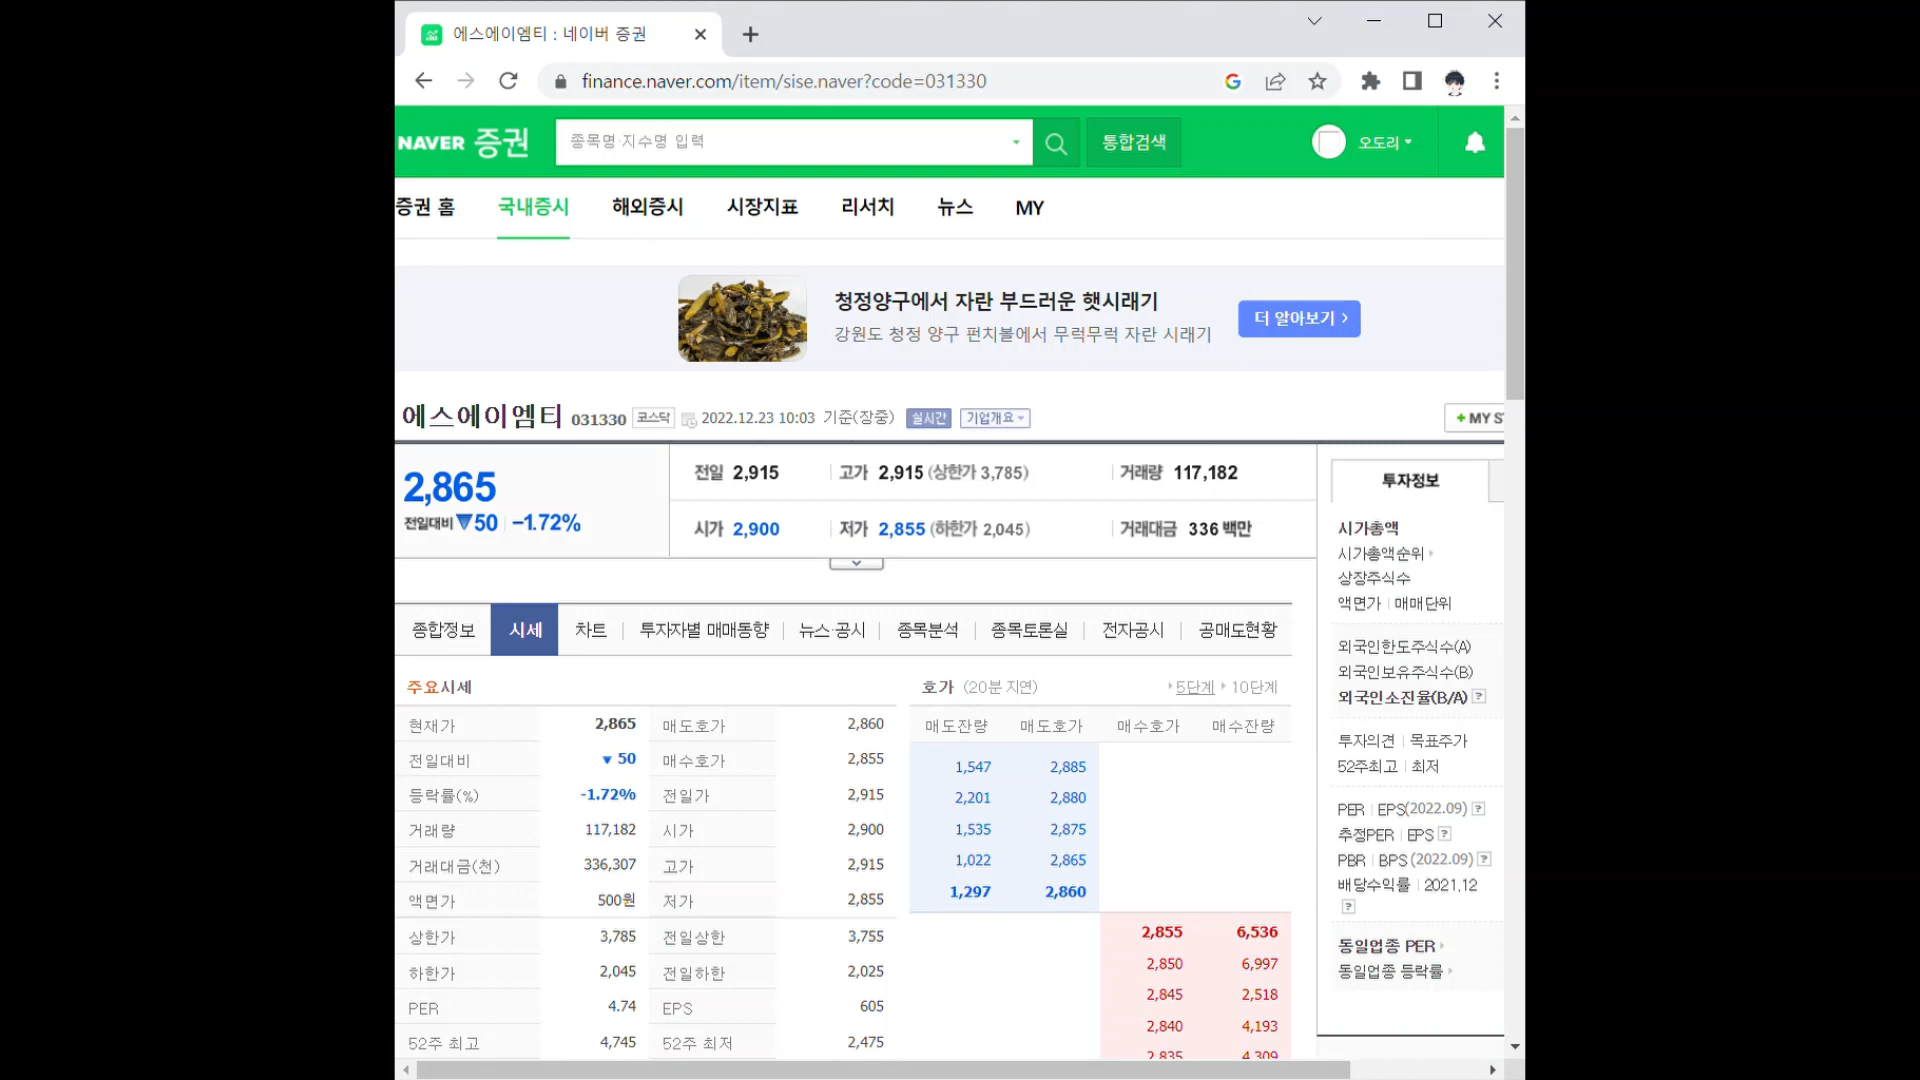 에스에이엠티 : 네이버 증권
finance.naver.com/item/sise.naver?code=031330
NAVER 증권
종목명·지수명 입력
통합검색
오도리
증권 홈 국내증시 해외증시 시장지표 리서치 뉴스 MY
청정양구에서 자란 부드러운 햇시래기
강원도 청정 양구 펀치볼에서 무럭무럭 자란 시래기
더 알아보기 >
에스에이엠티 031330 코스닥 2022.12.23 10:03 기준(장중) 실시간 기업개요
+ MY S
2,865
전일대비 ▼50 -1.72%
전일 2,915 고가 2,915 (상한가 3,785) 거래량 117,182
시가 2,900 저가 2,855 (하한가 2,045) 거래대금 336 백만
종합정보 시세 차트 투자자별 매매동향 뉴스·공시 종목분석 종목토론실 전자공시 공매도현황
주요시세
현재가 2,865 매도호가 2,860
전일대비 ▼ 50 매수호가 2,855
등락률(%) -1.72% 전일가 2,915
거래량 117,182 시가 2,900
거래대금(천) 336,307 고가 2,915
액면가 500원 저가 2,855
상한가 3,785 전일상한 3,755
하한가 2,045 전일하한 2,025
PER 4.74 EPS 605
52주 최고 4,745 52주 최저 2,475
호가 (20분 지연) 5단계 10단계
매도잔량 매도호가 매수호가 매수잔량
1,547 2,885
2,201 2,880
1,535 2,875
1,022 2,865
1,297 2,860
2,855 6,536
2,850 6,997
2,845 2,518
2,840 4,193
2,835 4,309
투자정보
시가총액
시가총액순위
상장주식수
액면가 | 매매단위
외국인한도주식수(A)
외국인보유주식수(B)
외국인소진율(B/A) ?
투자의견 | 목표주가
52주최고 | 최저
PER | EPS(2022.09) ?
추정PER | EPS ?
PBR | BPS (2022.09) ?
배당수익률 | 2021.12
?
동일업종 PER
동일업종 등락률